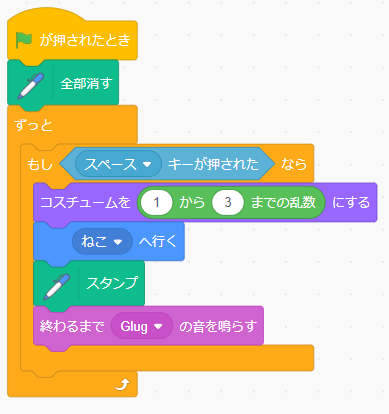 が押されたとき
全部消す
ずっと
もし スペース キーが押された なら
コスチュームを 1 から 3 までの乱数 にする
ねこ へ行く
スタンプ
終わるまで Glug の音を鳴らす